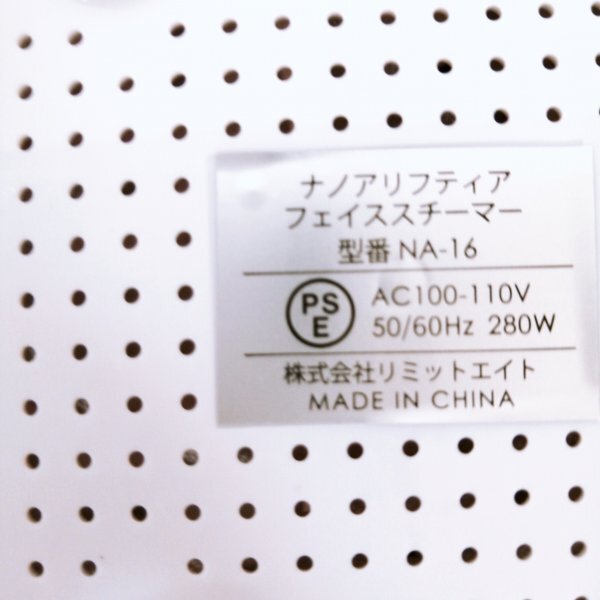 ナノアリフティア
フェイススチーマー
型番 NA-16
PS
E
AC100-110V
50/60Hz 280W
株式会社リミットエイト
MADE IN CHINA